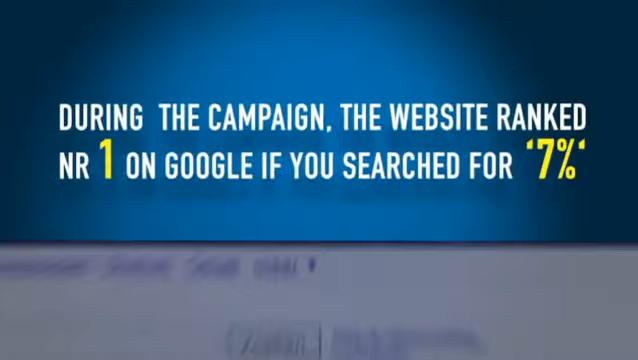 DURING THE CAMPAIGN, THE WEBSITE RANKED
NR 1 ON GOOGLE IF YOU SEARCHED FOR '7%'